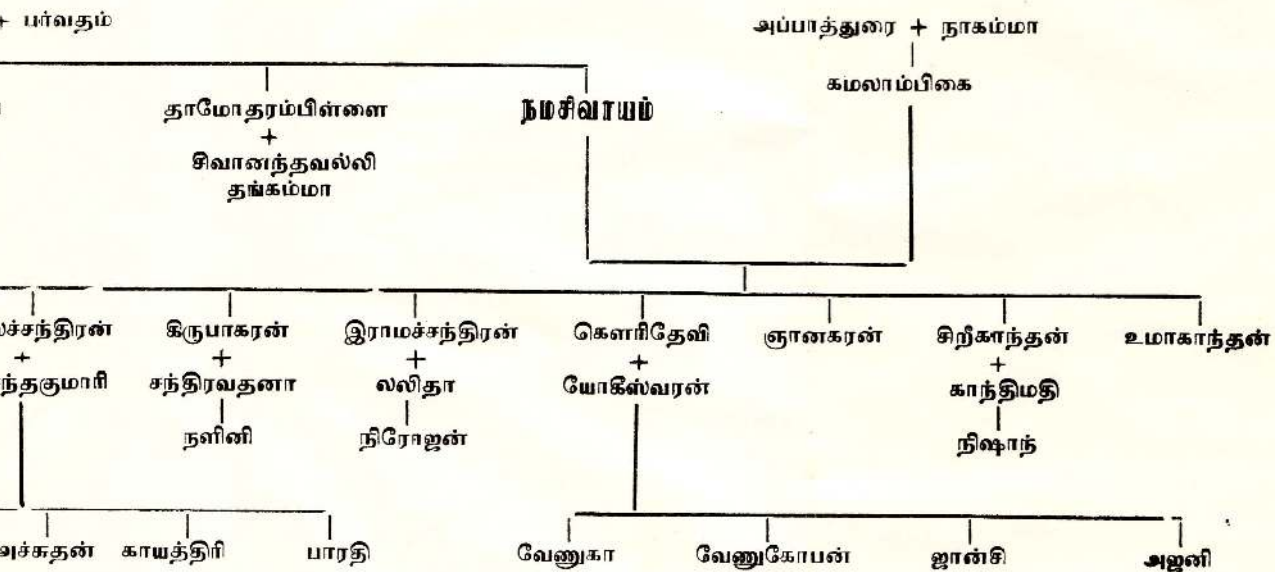 + பர்வதம்
அப்பாத்துரை + நாகம்மா
கமலாம்பிகை
தாமோதரம்பிள்ளை
நமசிவாயம்
+
சிவானந்தவல்லி
தங்கம்மா
கிருபாகரன் இராமச்சந்திரன் கௌரிதேவி ஞானகரன் சிறீகாந்தன் உமாகாந்தன்
+ + + + +
சந்திரவதனா லலிதா யோகீஸ்வரன் காந்திமதி
நளினி நிரோஜன் நிஷாந்
அச்சுதன் காயத்திரி பாரதி வேணுகா வேணுகோபன் ஜான்சி அஜனி